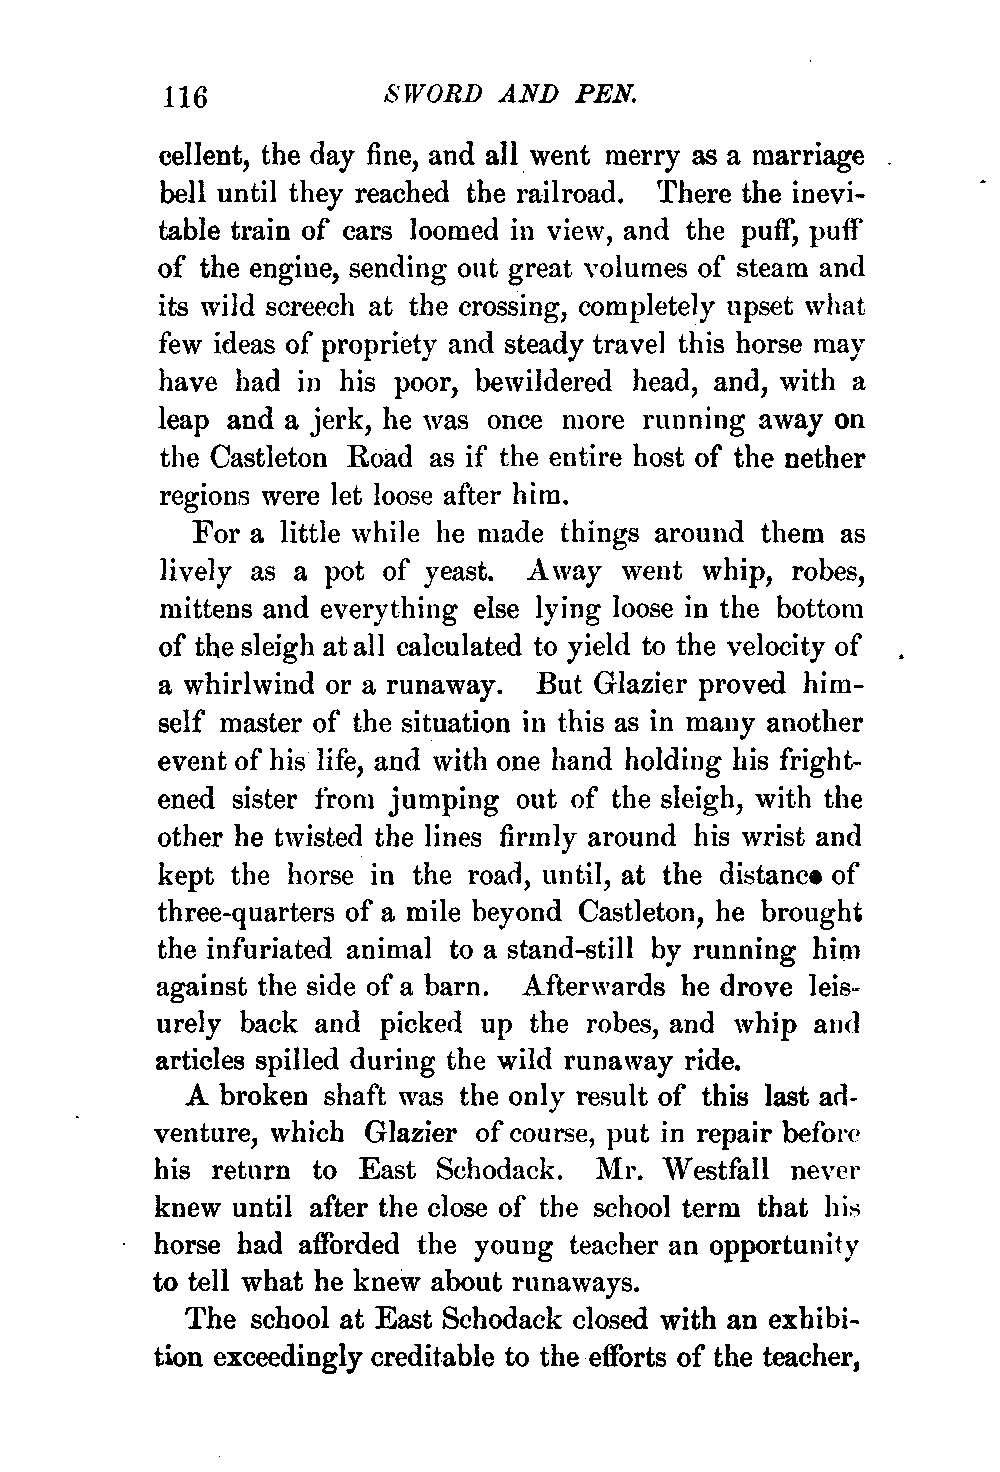 116 SWORD AND PEN.
cellent, the day fine, and all went merry as a marriage
bell until they reached the railroad. There the inevi-
table train of cars loomed in view, and the puff, puff
of the engine, sending out great volumes of steam and
its wild screech at the crossing, completely upset what
few ideas of propriety and steady travel this horse may
have had in his poor, bewildered head, and, with a
leap and a jerk, he was once more running away on
the Castleton Road as if the entire host of the nether
regions were let loose after him.
For a little while he made things around them as
lively as a pot of yeast. Away went whip, robes,
mittens and everything else lying loose in the bottom
of the sleigh at all calculated to yield to the velocity of
a whirlwind or a runaway. But Glazier proved him-
self master of the situation in this as in many another
event of his life, and with one hand holding his fright-
ened sister from jumping out of the sleigh, with the
other he twisted the lines firmly around his wrist and
kept the horse in the road, until, at the distance of
three-quarters of a mile beyond Castleton, he brought
the infuriated animal to a stand-still by running him
against the side of a barn. Afterwards he drove leis-
urely back and picked up the robes, and whip and
articles spilled during the wild runaway ride.
A broken shaft was the only result of this last ad-
venture, which Glazier of course, put in repair before
his return to East Schodack. Mr. Westfall never
knew until after the close of the school term that his
horse had afforded the young teacher an opportunity
to tell what he knew about runaways.
The school at East Schodack closed with an exhibi-
tion exceedingly creditable to the efforts of the teacher,